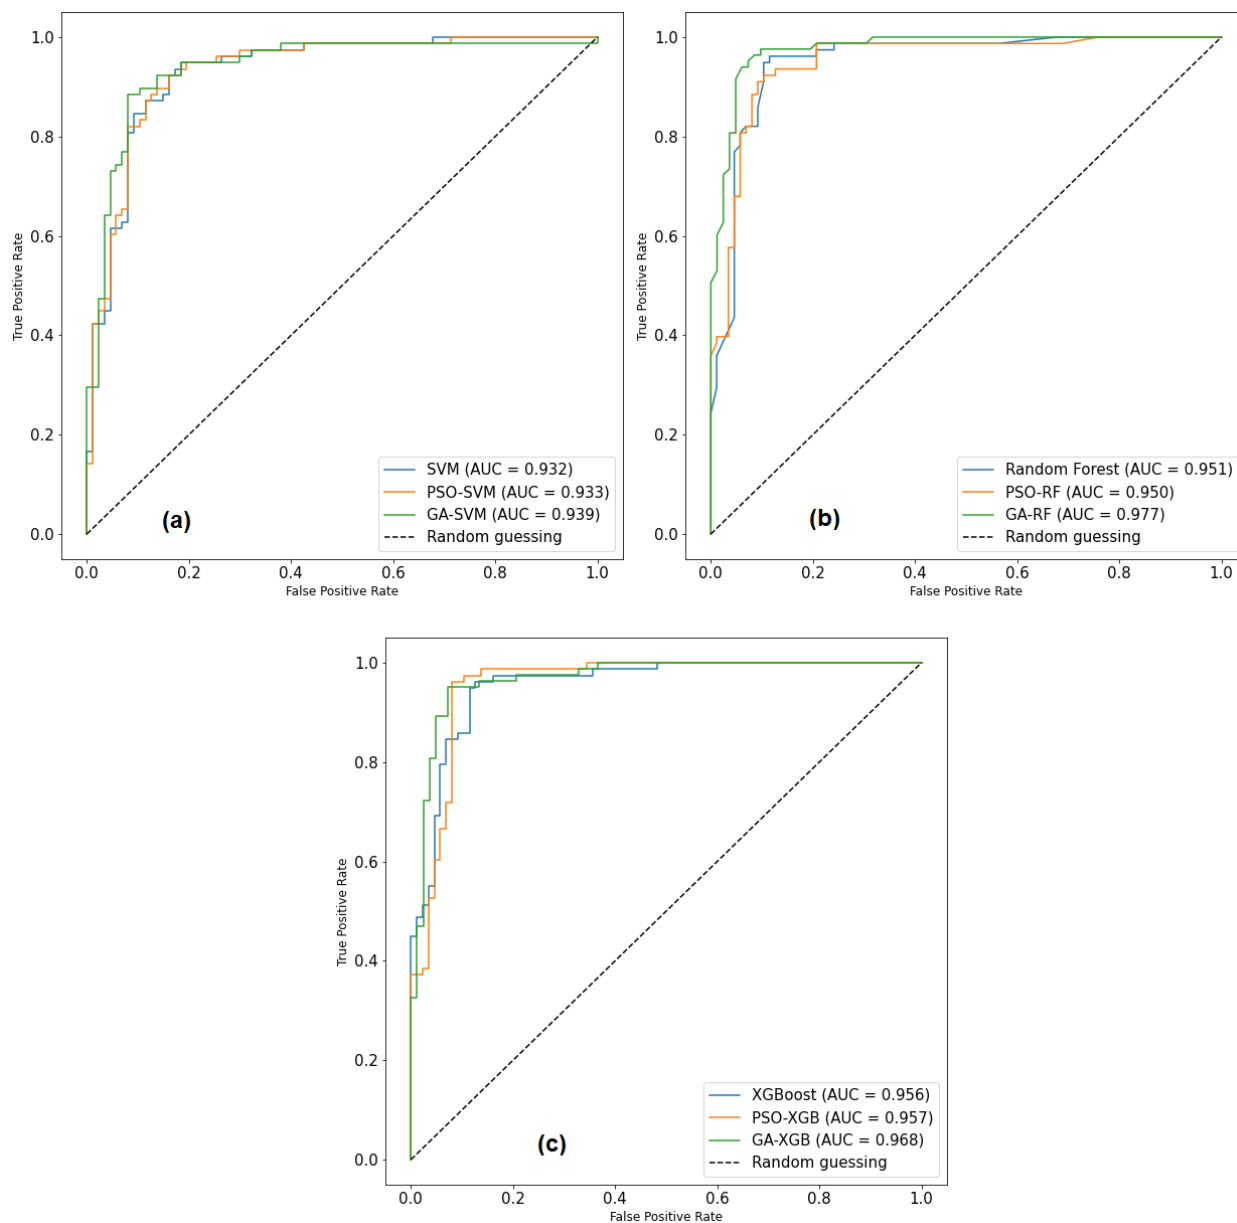 1.0
0.8
0.6
0.4
0.2
0.0
True Positive Rate
0.0 0.2 0.4 0.6 0.8 1.0
False Positive Rate
SVM (AUC = 0.932)
PSO-SVM (AUC = 0.933)
GA-SVM (AUC = 0.939)
Random guessing
(a)
1.0
0.8
0.6
0.4
0.2
0.0
True Positive Rate
0.0 0.2 0.4 0.6 0.8 1.0
False Positive Rate
Random Forest (AUC = 0.951)
PSO-RF (AUC = 0.950)
GA-RF (AUC = 0.977)
Random guessing
(b)
1.0
0.8
0.6
0.4
0.2
0.0
True Positive Rate
0.0 0.2 0.4 0.6 0.8 1.0
False Positive Rate
XGBoost (AUC = 0.956)
PSO-XGB (AUC = 0.957)
GA-XGB (AUC = 0.968)
Random guessing
(c)